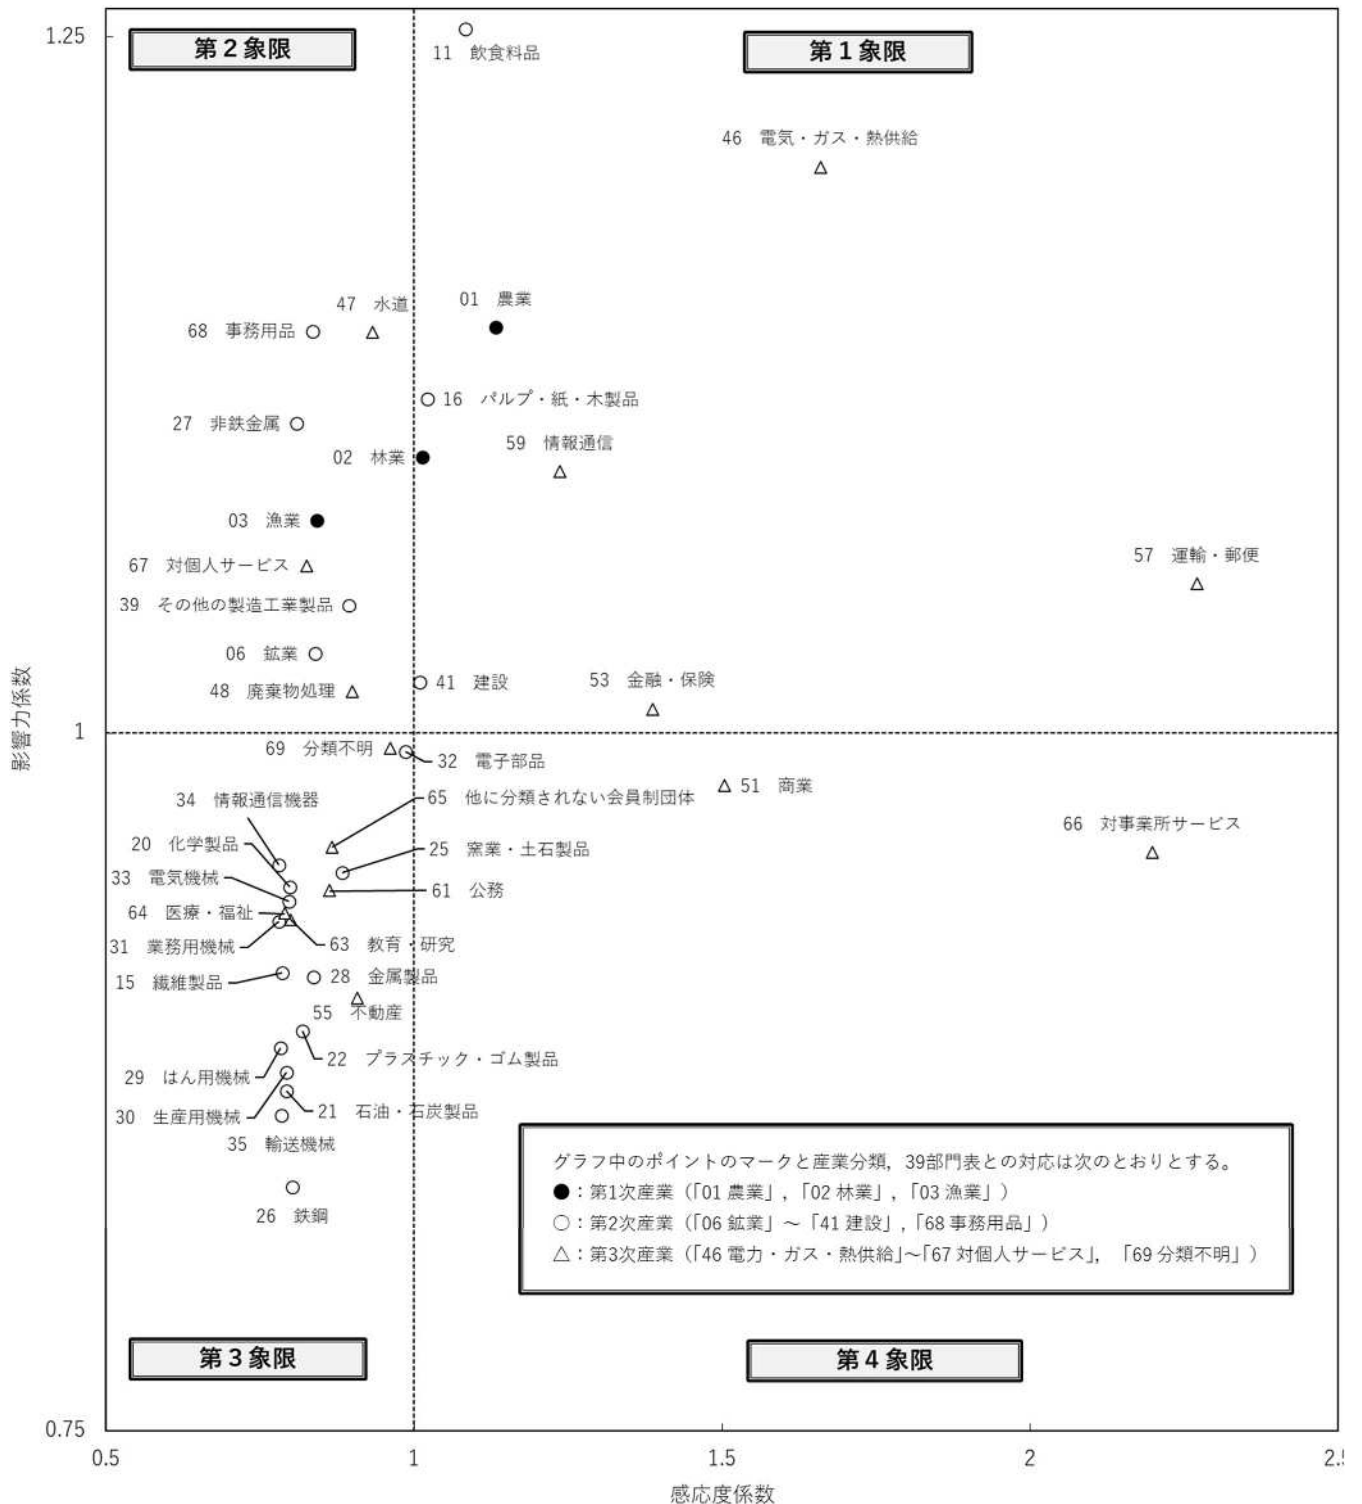 1.25
第２象限
第１象限
11 飲食料品
46 電気・ガス・熱供給
47 水道
01 農業
68 事務用品
16 パルプ・紙・木製品
27 非鉄金属
59 情報通信
02 林業
03 漁業
57 運輸・郵便
67 対個人サービス
39 その他の製造工業製品
06 鉱業
48 廃棄物処理
41 建設
53 金融・保険
影響力係数
1
69 分類不明
32 電子部品
51 商業
34 情報通信機器
65 他に分類されない会員制団体
66 対事業所サービス
20 化学製品
25 窯業・土石製品
33 電気機械
61 公務
64 医療・福祉
31 業務用機械
63 教育・研究
15 繊維製品
28 金属製品
55 不動産
22 プラスチック・ゴム製品
29 はん用機械
30 生産用機械
21 石油・石炭製品
35 輸送機械
26 鉄鋼
グラフ中のポイントのマークと産業分類，39部門表との対応は次のとおりとする。
●：第1次産業（｢01 農業｣，｢02 林業｣，｢03 漁業｣）
○：第2次産業（｢06 鉱業｣ ～ ｢41 建設｣，｢68 事務用品｣）
△：第3次産業（｢46 電力・ガス・熱供給｣～｢67 対個人サービス｣， ｢69 分類不明｣）
第３象限
第４象限
0.75
0.5
1
1.5
2
2.
感応度係数